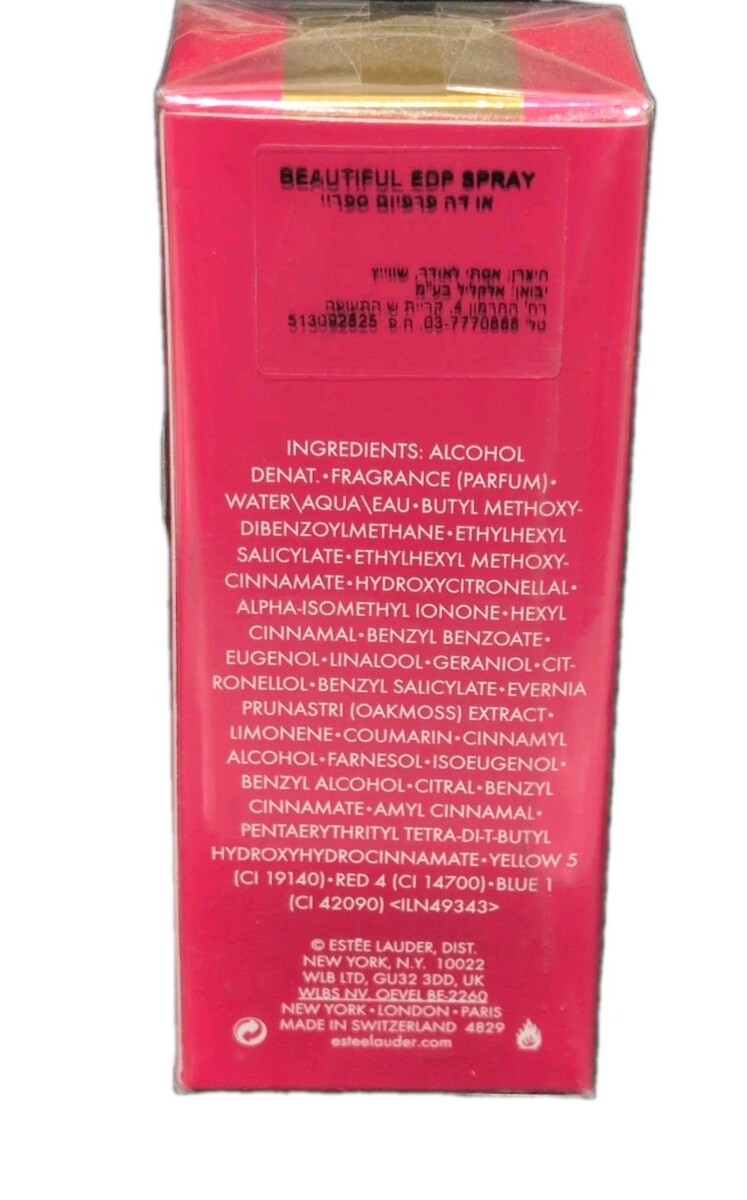 BEAUTIFUL EDP SPRAY
או דה פרפיום ספריי
היצרן: אסתי לאודר, שווייץ
יבואן: אלקליל בע"מ
רח' החרמון 4, קריית ש התעופה
טל' 03-7770888 ח.פ 513092825
INGREDIENTS: ALCOHOL
DENAT.•FRAGRANCE (PARFUM)•
WATER\AQUA\EAU•BUTYL METHOXY-
DIBENZOYLMETHANE•ETHYLHEXYL
SALICYLATE•ETHYLHEXYL METHOXY-
CINNAMATE•HYDROXYCITRONELLAL•
ALPHA-ISOMETHYL IONONE•HEXYL
CINNAMAL•BENZYL BENZOATE•
EUGENOL•LINALOOL•GERANIOL•CIT-
RONELLOL•BENZYL SALICYLATE•EVERNIA
PRUNASTRI (OAKMOSS) EXTRACT•
LIMONENE•COUMARIN•CINNAMYL
ALCOHOL•FARNESOL•ISOEUGENOL•
BENZYL ALCOHOL•CITRAL•BENZYL
CINNAMATE•AMYL CINNAMAL•
PENTAERYTHRITYL TETRA-DI-T-BUTYL
HYDROXYHYDROCINNAMATE•YELLOW 5
(CI 19140)•RED 4 (CI 14700)•BLUE 1
(CI 42090) <ILN49343>
© ESTĒE LAUDER, DIST.
NEW YORK, N.Y. 10022
WLB LTD, GU32 3DD, UK
WLBS NV, OEVEL BE-2260
NEW YORK•LONDON•PARIS
MADE IN SWITZERLAND 4829
esteelauder.com